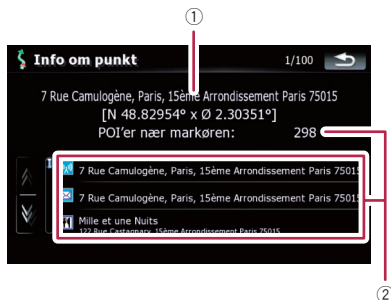 ①
Info om punkt 1/100
7 Rue Camulogène, Paris, 15ème Arrondissement Paris 75015
[N 48.82954° x Ø 2.30351°]
POI'er nær markøren: 298
7 Rue Camulogène, Paris, 15ème Arrondissement Paris 75015
7 Rue Camulogène, Paris, 15ème Arrondissement Paris 75015
Mille et une Nuits
122 Rue Castagnary, 15ème Arrondissement Paris 75015
②